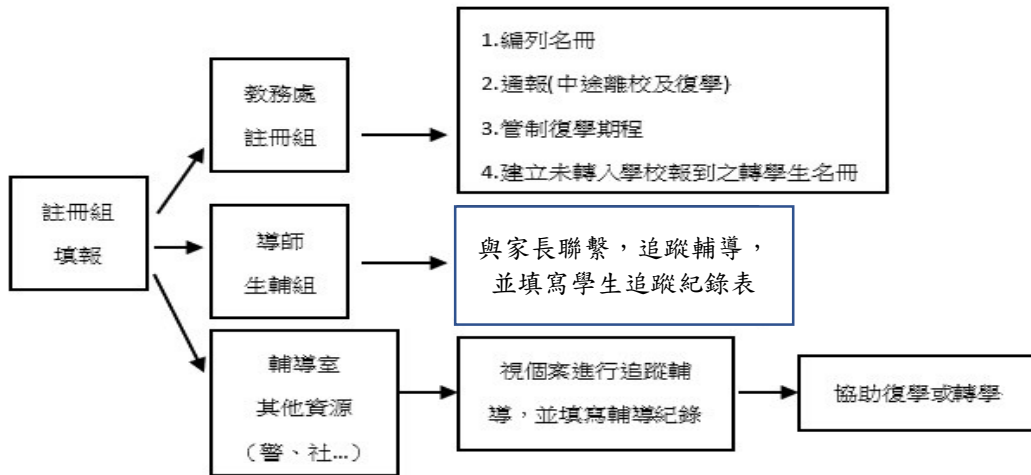 註冊組
填報
教務處
註冊組
1.編列名冊
2.通報(中途離校及復學)
3.管制復學期程
4.建立未轉入學校報到之轉學生名冊
導師
生輔組
與家長聯繫，追蹤輔導，
並填寫學生追蹤紀錄表
輔導室
其他資源
（警、社...）
視個案進行追蹤輔
導，並填寫輔導紀錄
協助復學或轉學